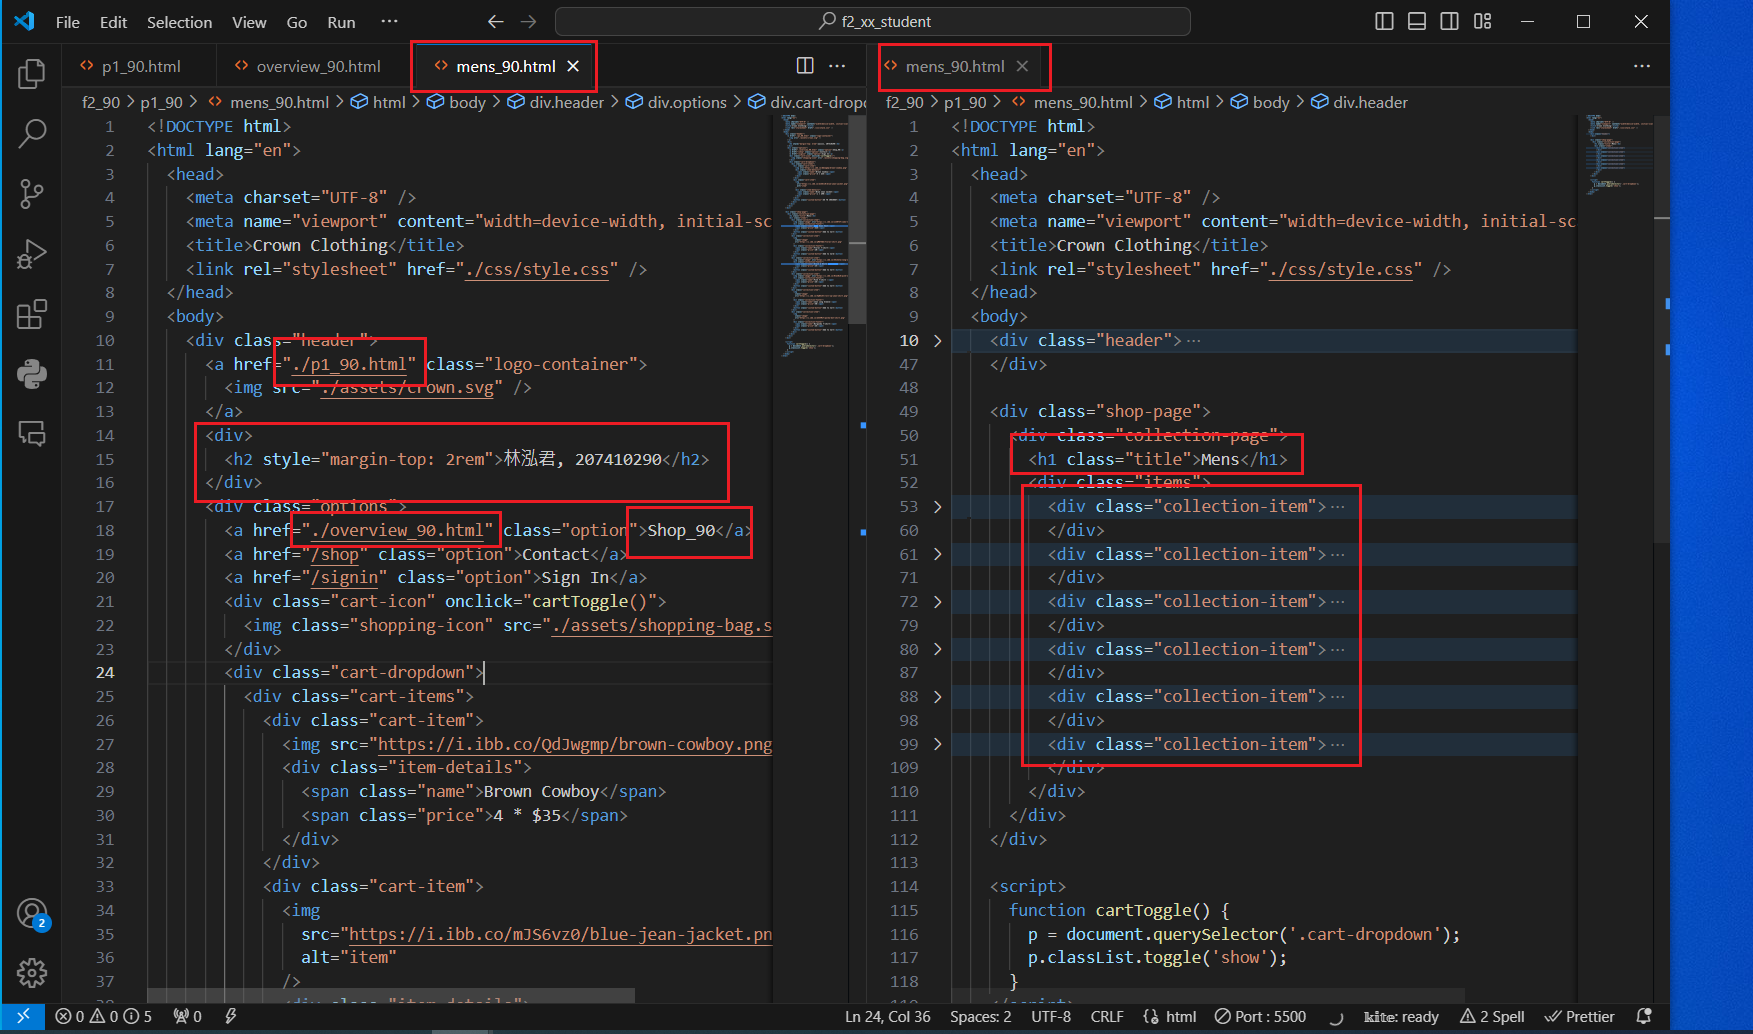 File Edit Selection View Go Run ··· f2_xx_student
p1_90.html overview_90.html mens_90.html
f2_90 > p1_90 > mens_90.html > html > body > div.header > div.options > div.cart-dropd
1 <!DOCTYPE html>
2 <html lang="en">
3 <head>
4 <meta charset="UTF-8" />
5 <meta name="viewport" content="width=device-width, initial-sc
6 <title>Crown Clothing</title>
7 <link rel="stylesheet" href="./css/style.css" />
8 </head>
9 <body>
10 <div class="header">
11 <a href="./p1_90.html" class="logo-container">
12 <img src="./assets/crown.svg" />
13 </a>
14 <div>
15 <h2 style="margin-top: 2rem">林泓君, 207410290</h2>
16 </div>
17 <div class="options">
18 <a href="./overview_90.html" class="option">Shop_90</a>
19 <a href="/shop" class="option">Contact</a>
20 <a href="/signin" class="option">Sign In</a>
21 <div class="cart-icon" onclick="cartToggle()">
22 <img class="shopping-icon" src="./assets/shopping-bag.s
23 </div>
24 <div class="cart-dropdown">
25 <div class="cart-items">
26 <div class="cart-item">
27 <img src="https://i.ibb.co/QdJwgmp/brown-cowboy.png
28 <div class="item-details">
29 <span class="name">Brown Cowboy</span>
30 <span class="price">4 * $35</span>
31 </div>
32 </div>
33 <div class="cart-item">
34 <img
35 src="https://i.ibb.co/mJS6vz0/blue-jean-jacket.pn
36 alt="item"
37 />
38 <div class="item-details">
mens_90.html
f2_90 > p1_90 > mens_90.html > html > body > div.header
1 <!DOCTYPE html>
2 <html lang="en">
3 <head>
4 <meta charset="UTF-8" />
5 <meta name="viewport" content="width=device-width, initial-sc
6 <title>Crown Clothing</title>
7 <link rel="stylesheet" href="./css/style.css" />
8 </head>
9 <body>
10 > <div class="header">···
47 </div>
48
49 <div class="shop-page">
50 <div class="collection-page">
51 <h1 class="title">Mens</h1>
52 <div class="items">
53 > <div class="collection-item">···
60 </div>
61 > <div class="collection-item">···
71 </div>
72 > <div class="collection-item">···
79 </div>
80 > <div class="collection-item">···
87 </div>
88 > <div class="collection-item">···
98 </div>
99 > <div class="collection-item">···
109 </div>
110 </div>
111 </div>
112 </div>
113
114 <script>
115 function cartToggle() {
116 p = document.querySelector('.cart-dropdown');
117 p.classList.toggle('show');
118 }
119 </script>
2
0 0 5 0 Ln 24, Col 36 Spaces: 2 UTF-8 CRLF html Port : 5500 kite: ready 2 Spell Prettier